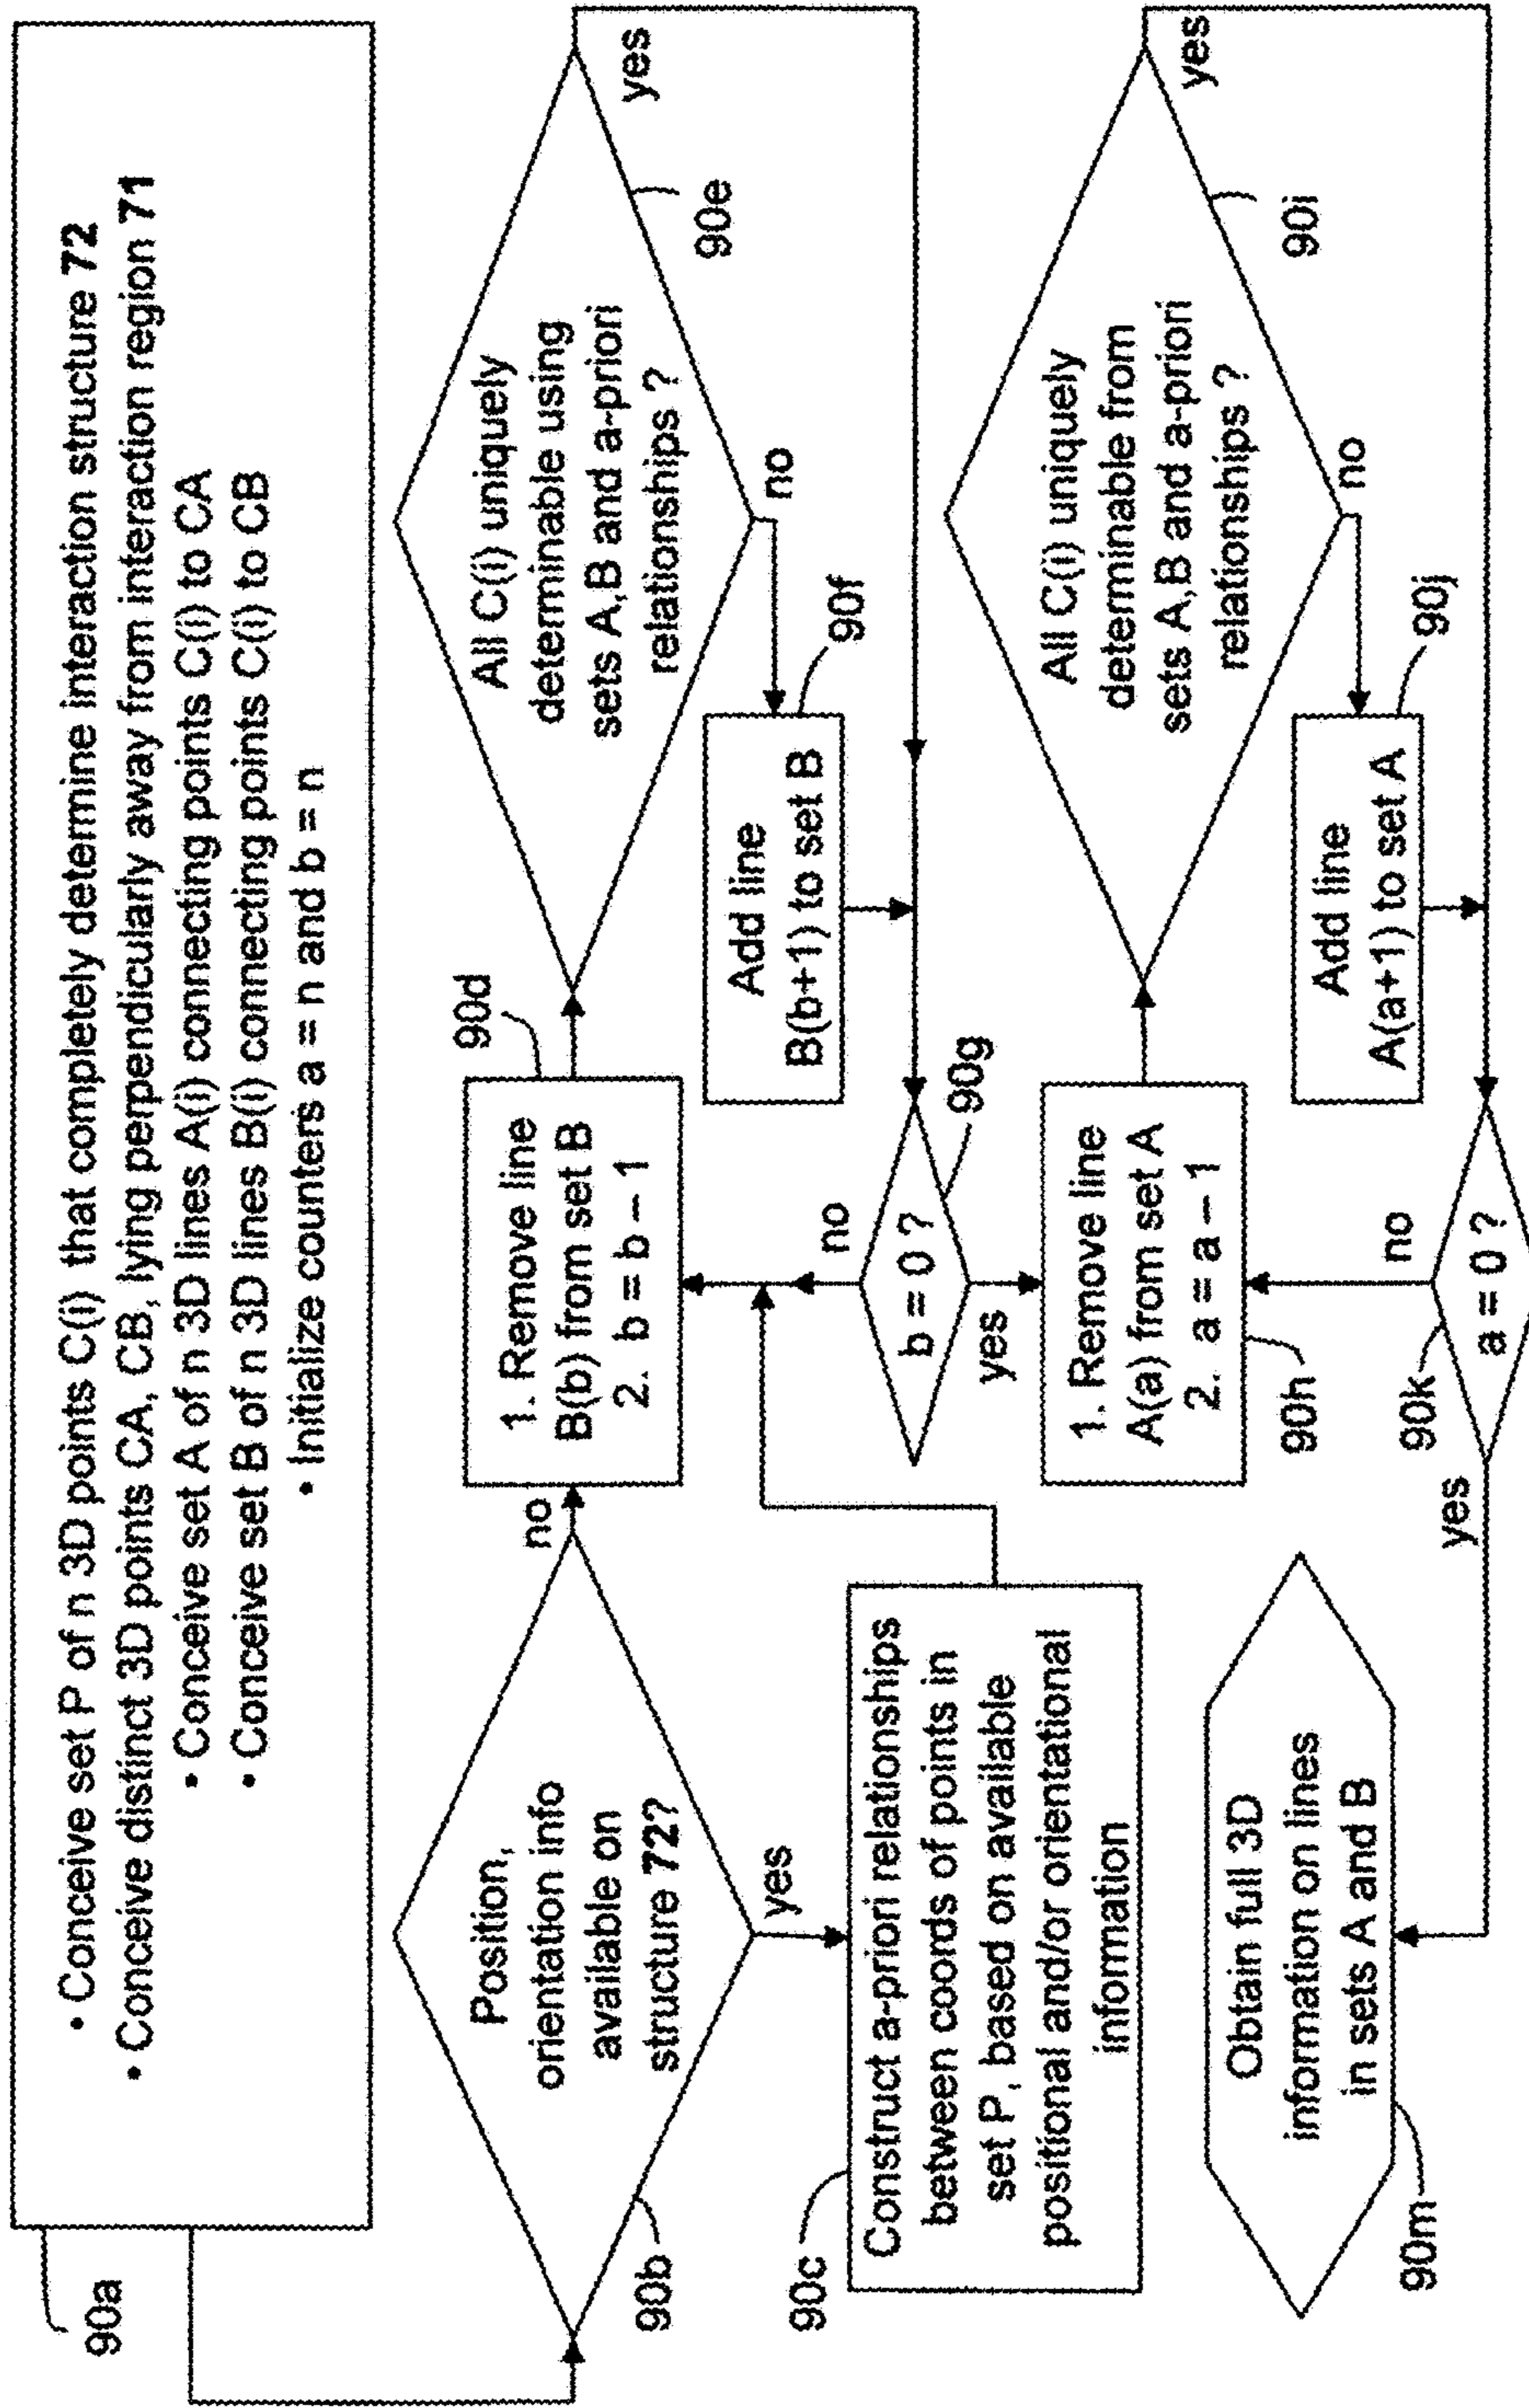 90a
• Conceive set P of n 3D points C(i) that completely determine interaction structure 72
• Conceive distinct 3D points CA, CB, lying perpendicularly away from interaction region 71
• Conceive set A of n 3D lines A(i) connecting points C(i) to CA
• Conceive set B of n 3D lines B(i) connecting points C(i) to CB
• Initialize counters a = n and b = n
Position,
orientation info
available on
structure 72?
90b
no
yes
90c
Construct a-priori relationships
between coords of points in
set P, based on available
positional and/or orientational
information
90d
1. Remove line
B(b) from set B
2. b = b – 1
All C(i) uniquely
determinable using
sets A,B and a-priori
relationships ?
90e
yes
no
90f
Add line
B(b+1) to set B
90g
b = 0 ?
no
yes
1. Remove line
A(a) from set A
2. a = a – 1
90h
All C(i) uniquely
determinable from
sets A,B and a-priori
relationships ?
90i
yes
no
90j
Add line
A(a+1) to set A
90k
a = 0 ?
no
yes
Obtain full 3D
information on lines
in sets A and B
90m